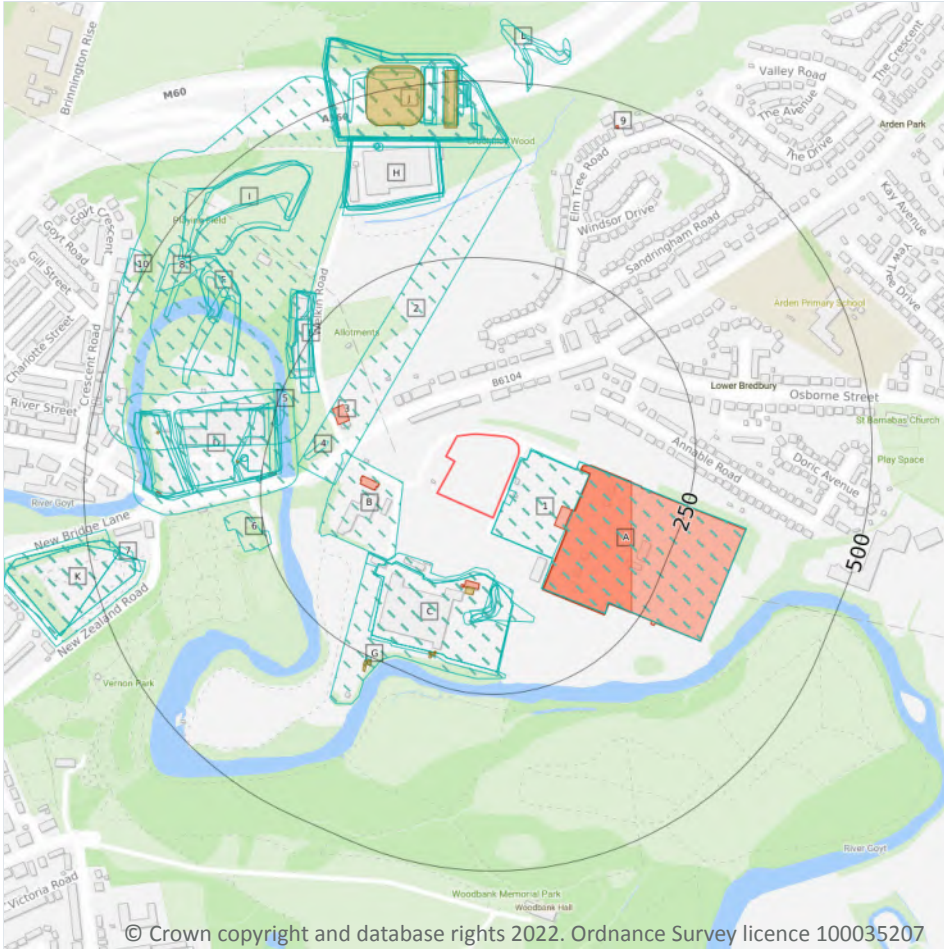 Brinnington Rise
M60
A560
L
J
H
Valley Road
The Crescent
The Avenue
The Drive
Arden Park
9
Elm Tree Road
Windsor Drive
Sandringham Road
Kay Avenue
Yew Tree Drive
I
Playing Field
Goyt Crescent
Goyt Road
Gill Street
Charlotte Street
River Street
Crescent Road
10
8
E
2
Welkin Road
Allotments
Arden Primary School
B6104
Lower Bredbury
Osborne Street
St Barnabas Church
Play Space
Annable Road
Doric Avenue
5
3
4
D
B
1
A
250
500
River Goyt
New Bridge Lane
6
7
K
New Zealand Road
C
G
Vernon Park
River Goyt
Victoria Road
Woodbank Memorial Park
Woodbank Hall
© Crown copyright and database rights 2022. Ordnance Survey licence 100035207